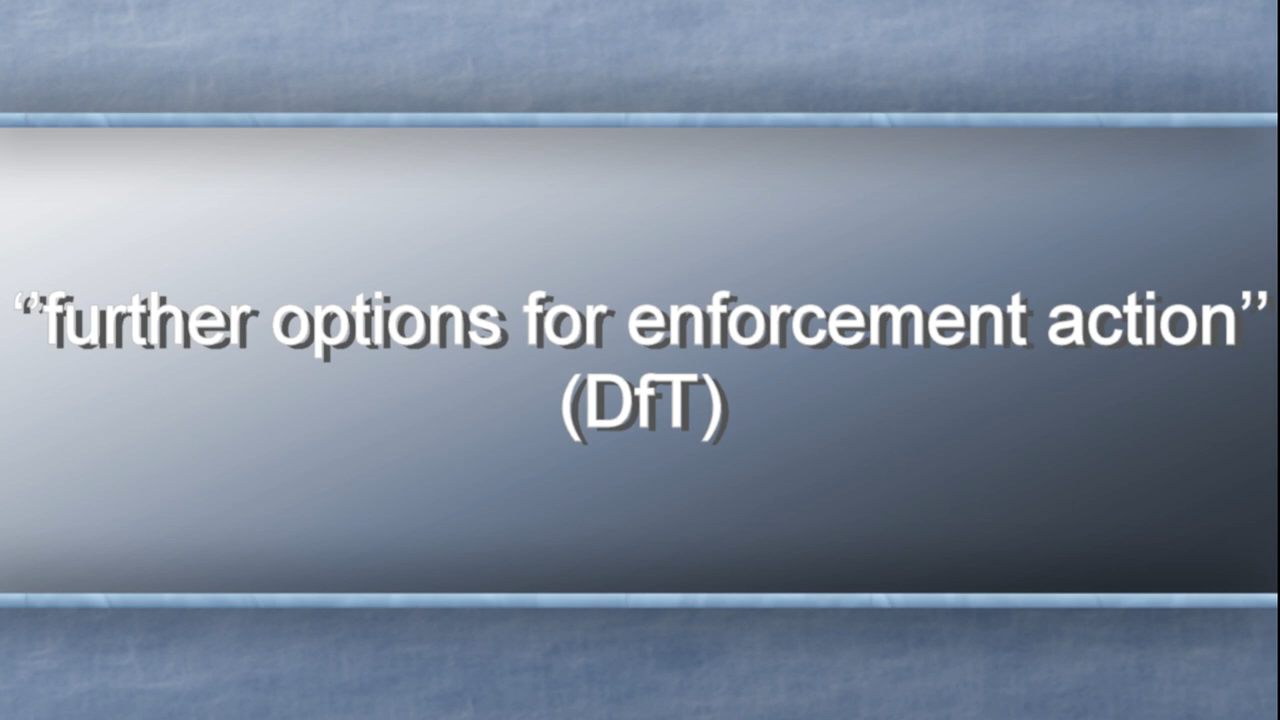 ‘’further options for enforcement action’’
(DfT)